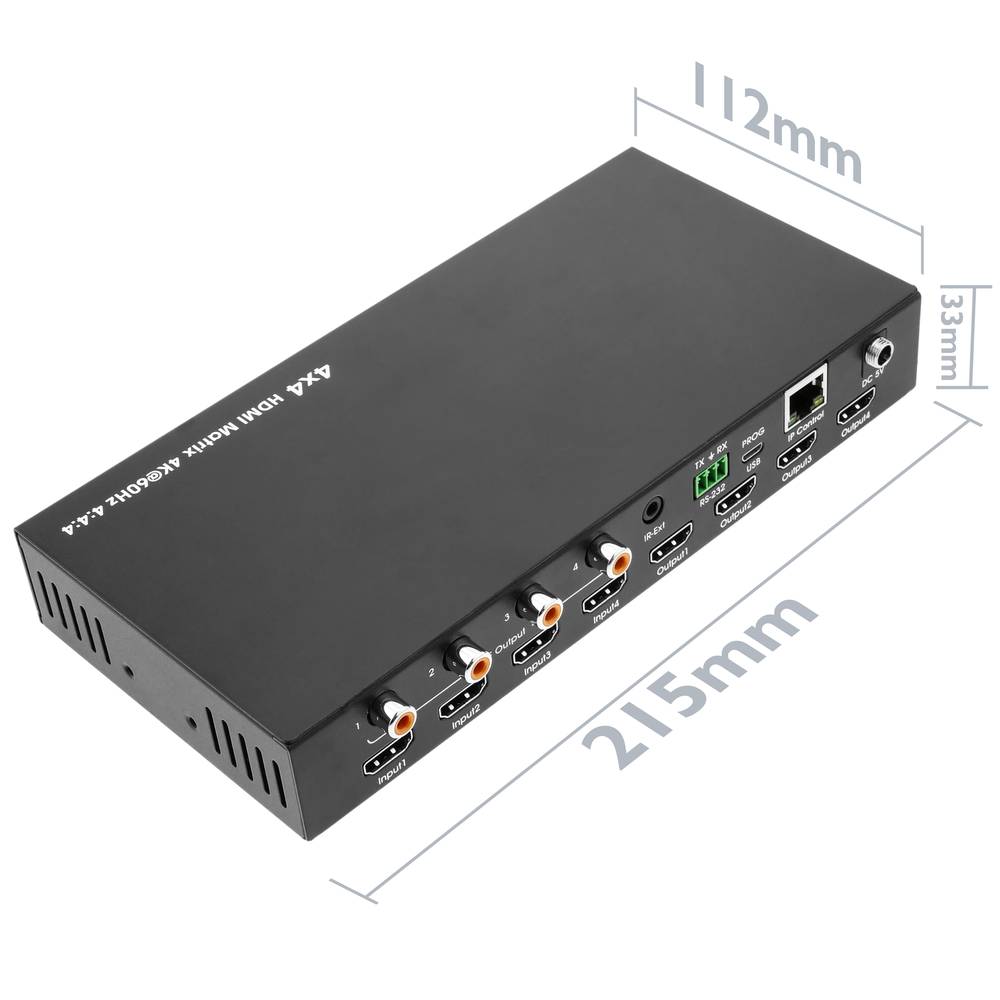 112mm
33mm
215mm
4x4 HDMI Matrix 4K@60Hz 4:4:4
DC 5V
IP Control
PROG
USB
TX RX
RS-232
IR-Ext
Output4
Output3
Output2
Output1
1
2
Output
3
4
Input1
Input2
Input3
Input4